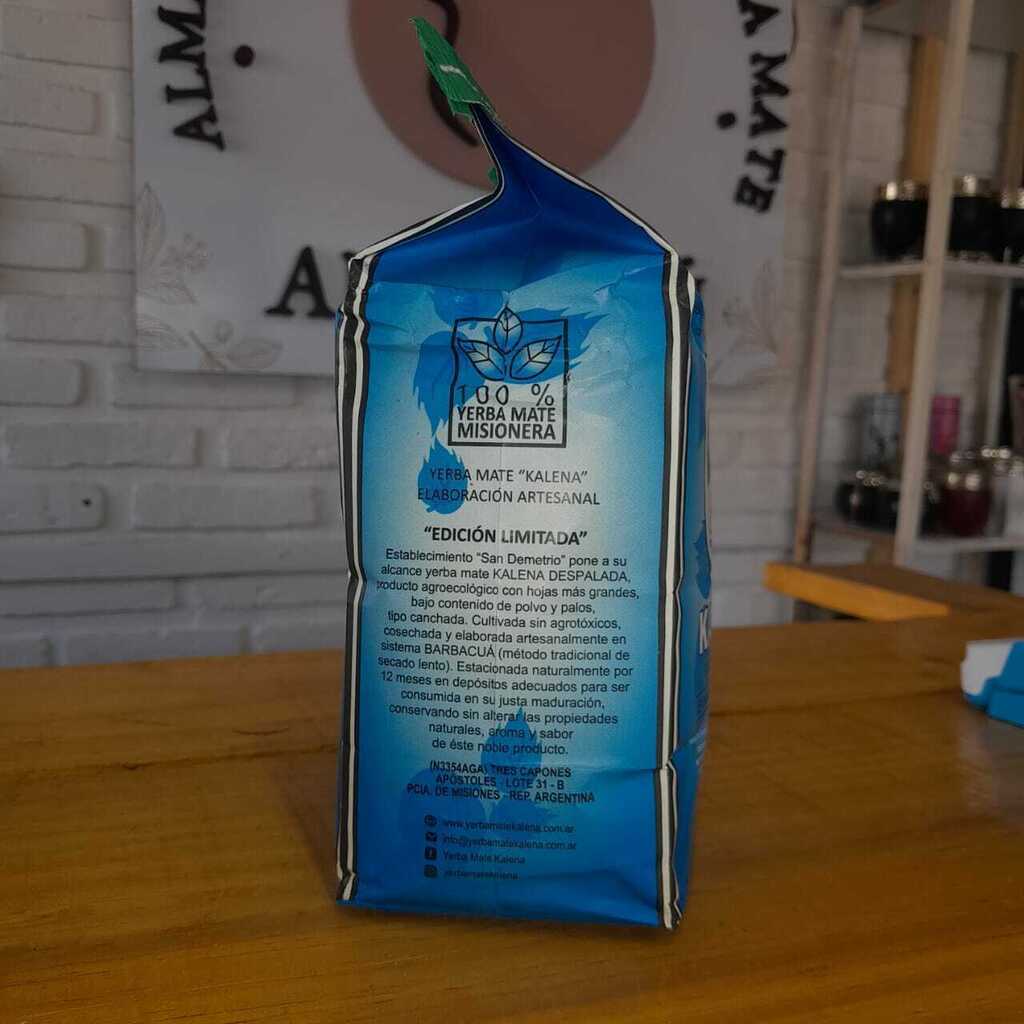 ALMA
A MATE
A
100 %
YERBA MATE
MISIONERA
YERBA MATE “KALENA”
ELABORACIÓN ARTESANAL
“EDICIÓN LIMITADA”
Establecimiento “San Demetrio” pone a su
alcance yerba mate KALENA DESPALADA,
producto agroecológico con hojas más grandes,
bajo contenido de polvo y palos,
tipo canchada. Cultivada sin agrotóxicos,
cosechada y elaborada artesanalmente en
sistema BARBACUÁ (método tradicional de
secado lento). Estacionada naturalmente por
12 meses en depósitos adecuados para ser
consumida en su justa maduración,
conservando sin alterar las propiedades
naturales, aroma y sabor
de éste noble producto.
(N3354AGA) TRES CAPONES
APÓSTOLES - LOTE 31 - B
PCIA. DE MISIONES - REP. ARGENTINA
www.yerbamatekalena.com.ar
info@yerbamatekalena.com.ar
Yerba Mate Kalena
yerbamatekalena
K